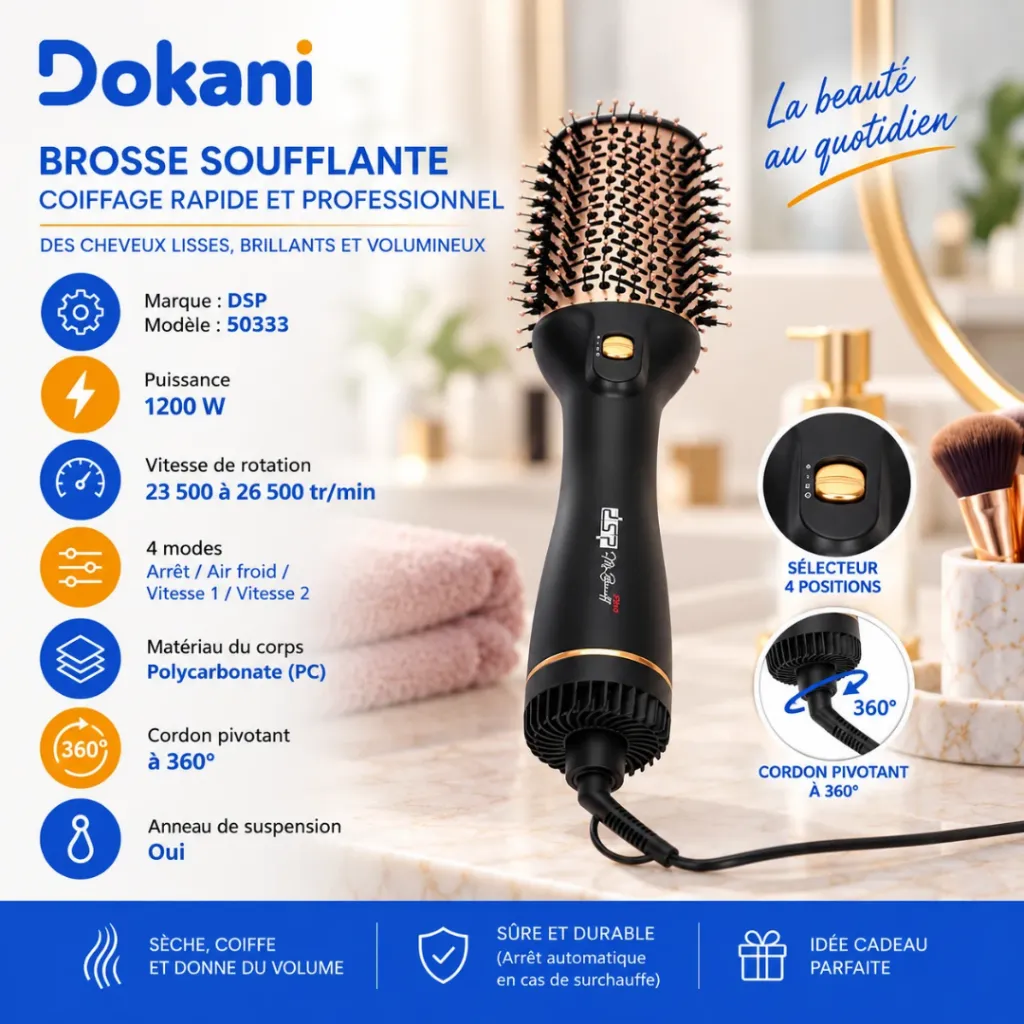 Dokani
La beauté
au quotidien
BROSSE SOUFFLANTE
COIFFAGE RAPIDE ET PROFESSIONNEL
DES CHEVEUX LISSES, BRILLANTS ET VOLUMINEUX
Marque : DSP
Modèle : 50333
Puissance
1200 W
Vitesse de rotation
23 500 à 26 500 tr/min
4 modes
Arrêt / Air froid /
Vitesse 1 / Vitesse 2
Matériau du corps
Polycarbonate (PC)
360°
Cordon pivotant
à 360°
Anneau de suspension
Oui
dsp
SÉLECTEUR
4 POSITIONS
360°
CORDON PIVOTANT
À 360°
SÈCHE, COIFFE
ET DONNE DU VOLUME
SÛRE ET DURABLE
(Arrêt automatique
en cas de surchauffe)
IDÉE CADEAU
PARFAITE